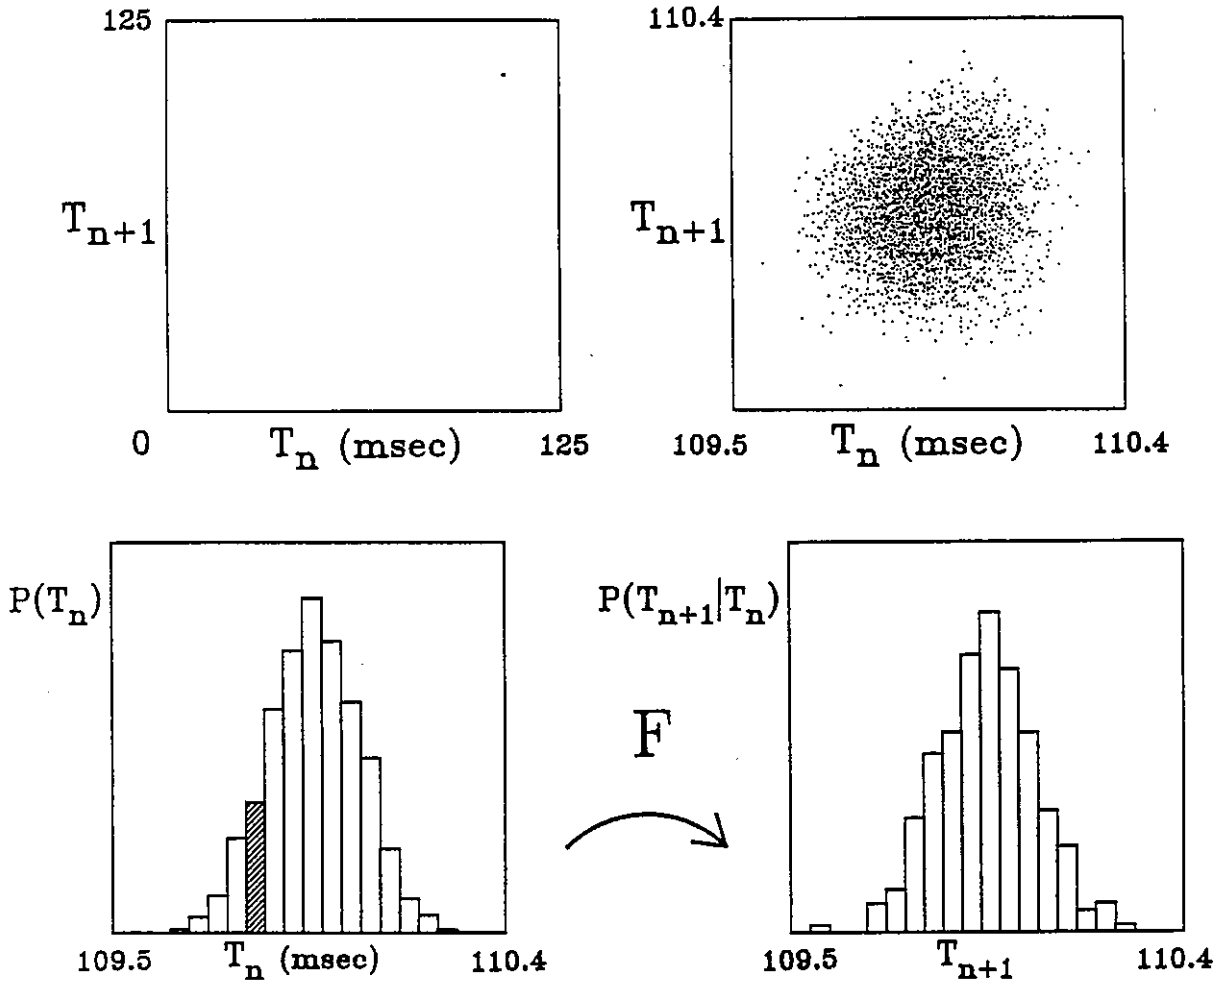 125
T_{n+1}
0
T_n (msec)
125
110.4
T_{n+1}
109.5
T_n (msec)
110.4
P(T_n)
109.5
T_n (msec)
110.4
F
P(T_{n+1}|T_n)
109.5
T_{n+1}
110.4